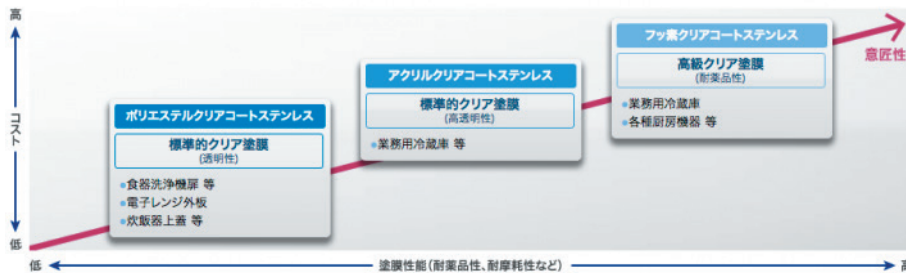 高
コスト
低
ポリエステルクリアコートステンレス
標準的クリア塗膜
(透明性)
●食器洗浄機扉 等
●電子レンジ外板
●炊飯器上蓋 等
アクリルクリアコートステンレス
標準的クリア塗膜
(高透明性)
●業務用冷蔵庫 等
フッ素クリアコートステンレス
高級クリア塗膜
(耐薬品性)
●業務用冷蔵庫
●各種厨房機器 等
意匠性
低
塗膜性能(耐薬品性、耐摩耗性など)
高